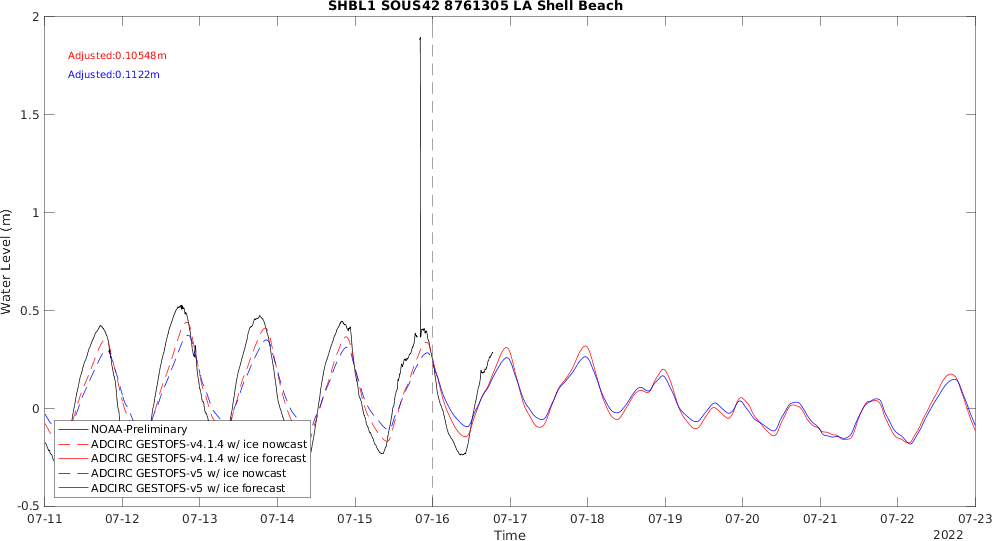 SHBL1 SOUS42 8761305 LA Shell Beach
Adjusted:0.10548m
Adjusted:0.1122m
Water Level (m)
2
1.5
1
0.5
0
-0.5
NOAA-Preliminary
ADCIRC GESTOFS-v4.1.4 w/ ice nowcast
ADCIRC GESTOFS-v4.1.4 w/ ice forecast
ADCIRC GESTOFS-v5 w/ ice nowcast
ADCIRC GESTOFS-v5 w/ ice forecast
07-11 07-12 07-13 07-14 07-15 07-16 07-17 07-18 07-19 07-20 07-21 07-22 07-23
Time
2022